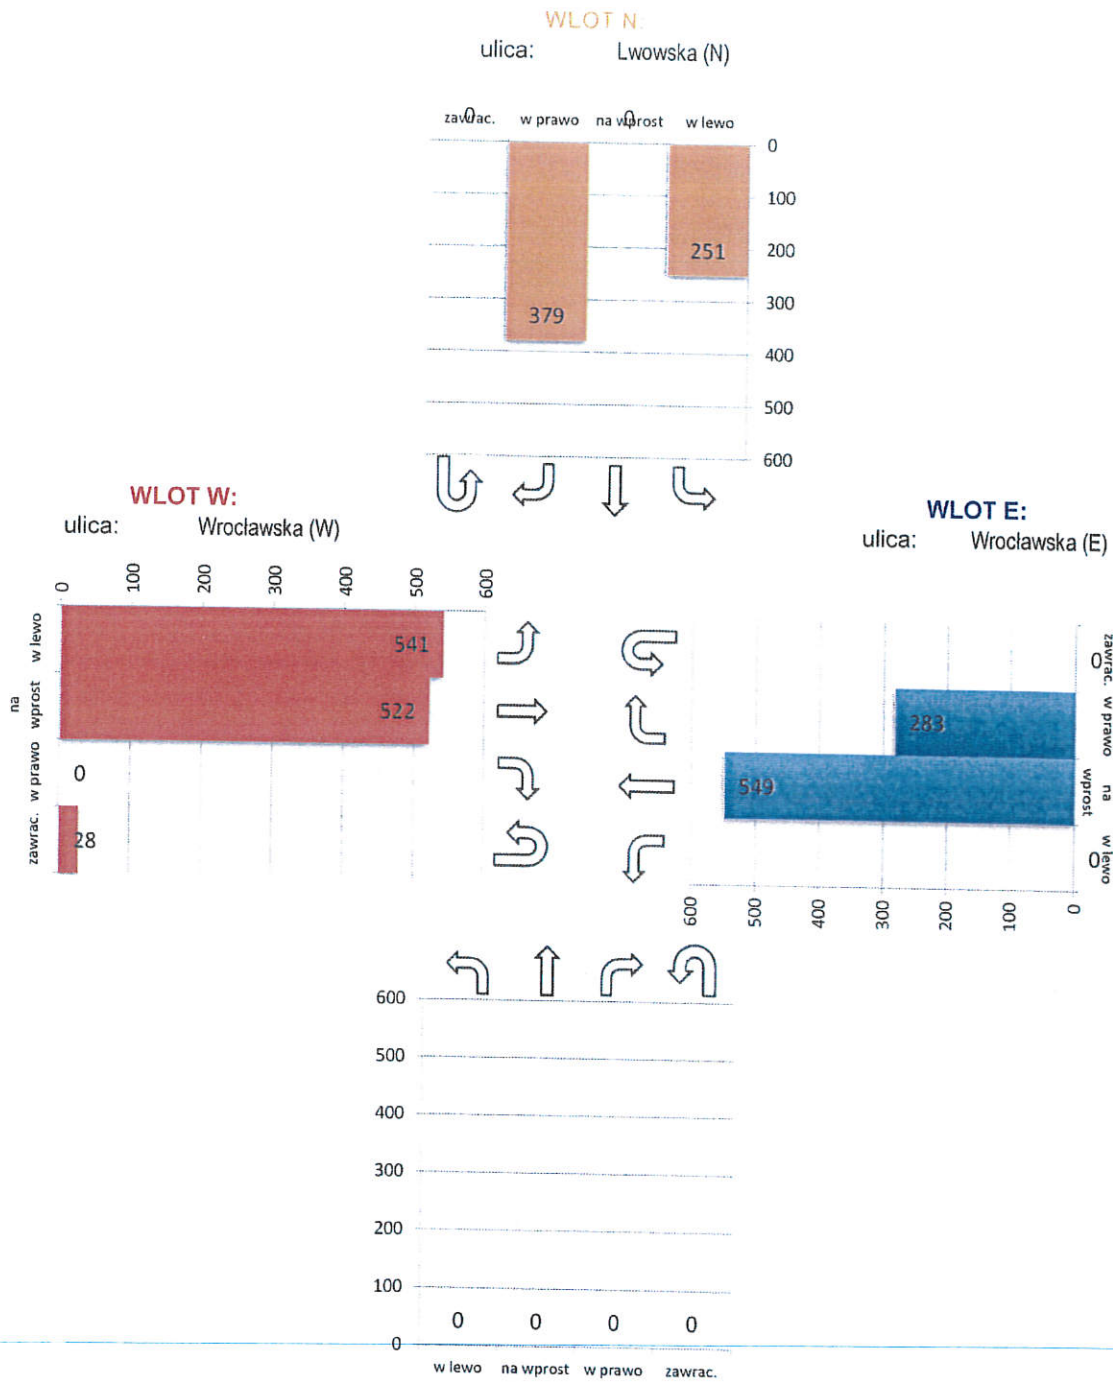 WLOT N:
ulica: Lwowska (N)
zawrac. w prawo na wprost w lewo
0 0
0
100
200
300
400
500
600
379
251
WLOT W:
ulica: Wrocławska (W)
0 100 200 300 400 500 600
w lewo
na wprost
w prawo
zawrac.
541
522
0
28
WLOT E:
ulica: Wrocławska (E)
zawrac.
w prawo
na wprost
w lewo
0
283
549
0
600 500 400 300 200 100 0
600
500
400
300
200
100
0
0 0 0 0
w lewo na wprost w prawo zawrac.